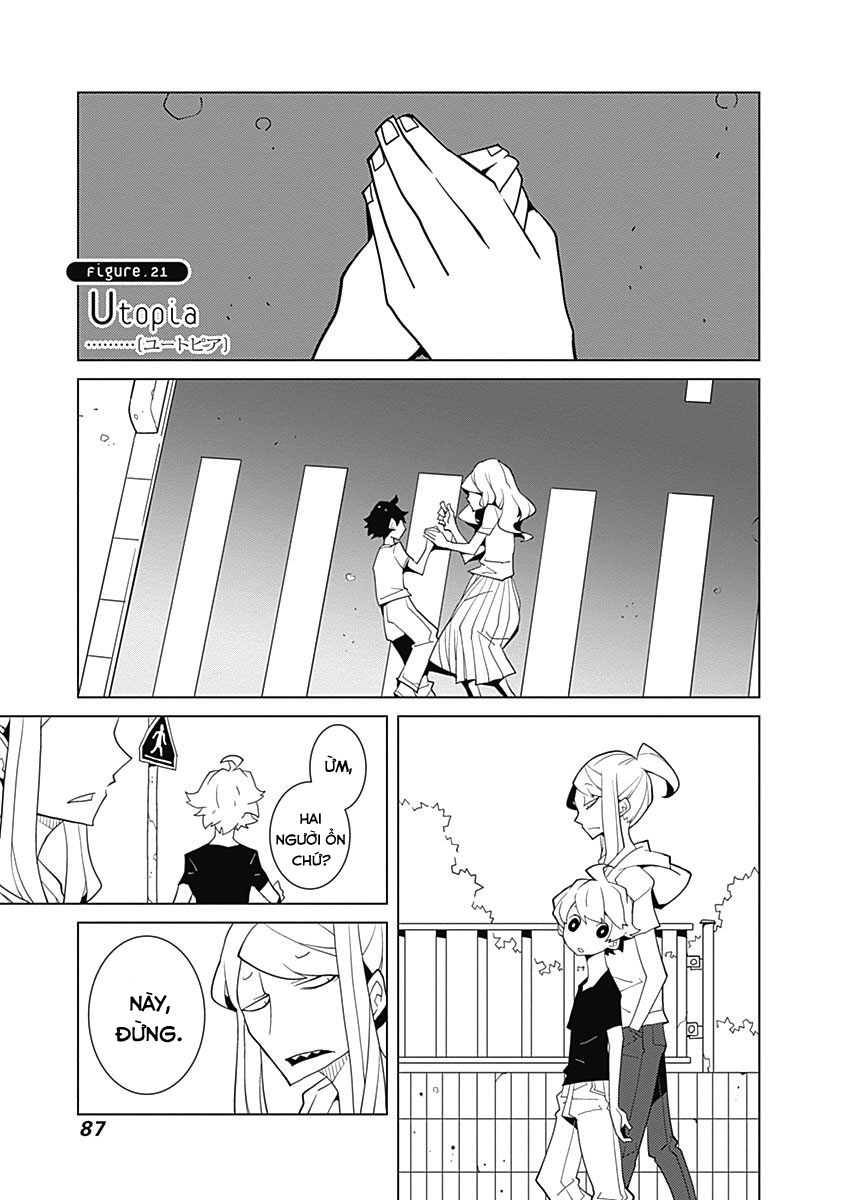 Figure.21
Utopia
..........〔ユートピア〕
ỪM,
HAI
NGƯỜI ỔN
CHỨ?
NÀY,
ĐỪNG.
87